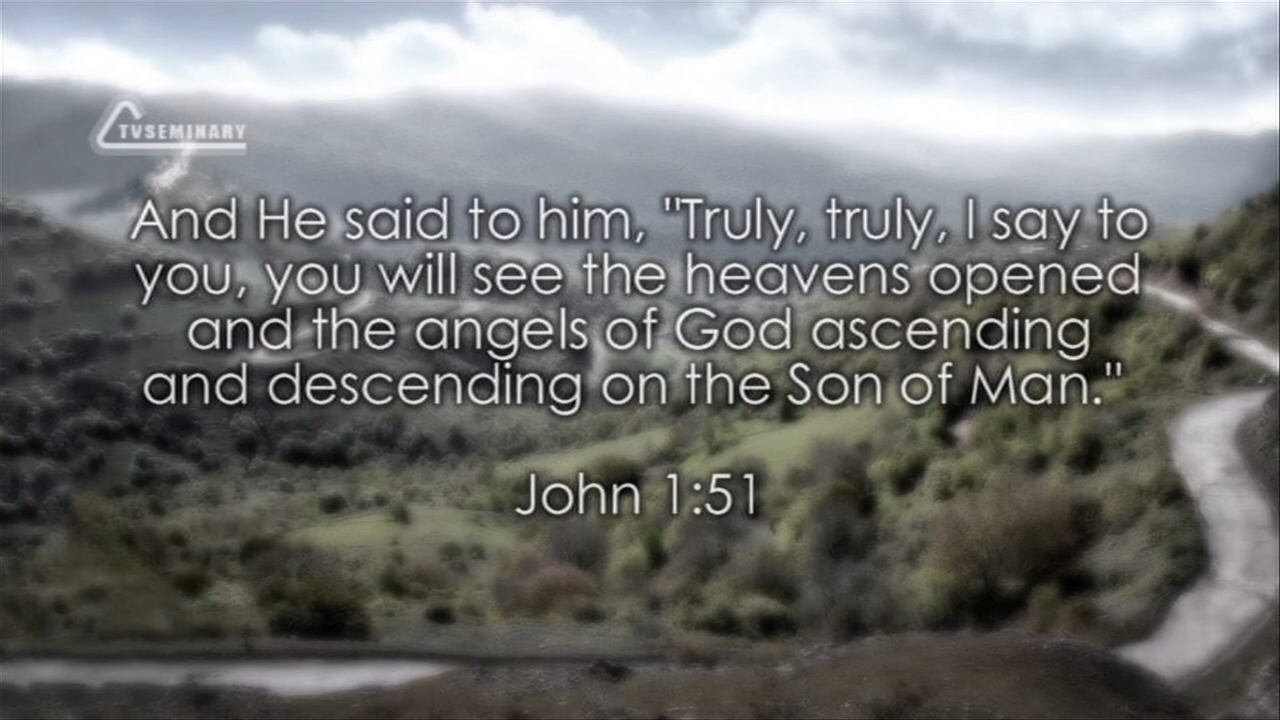 TVSEMINARY
And He said to him, "Truly, truly, I say to
you, you will see the heavens opened
and the angels of God ascending
and descending on the Son of Man."
John 1:51